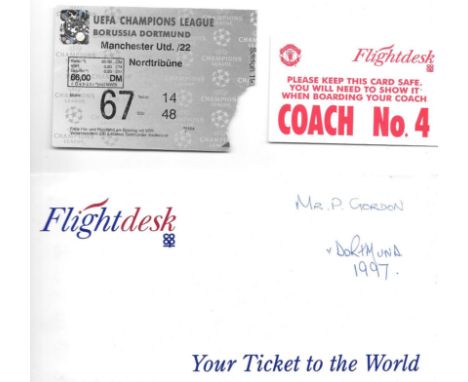 UEFA CHAMPIONS LEAGUE
BORUSSIA DORTMUND
Manchester Utd. /22
Nordtribüne
DM
67
14
48
Flightdesk
PLEASE KEEP THIS CARD SAFE.
YOU WILL NEED TO SHOW IT
WHEN BOARDING YOUR COACH
COACH No. 4
Flightdesk
MR. P. GORDON
DORTMUND
1997.
Your Ticket to the World